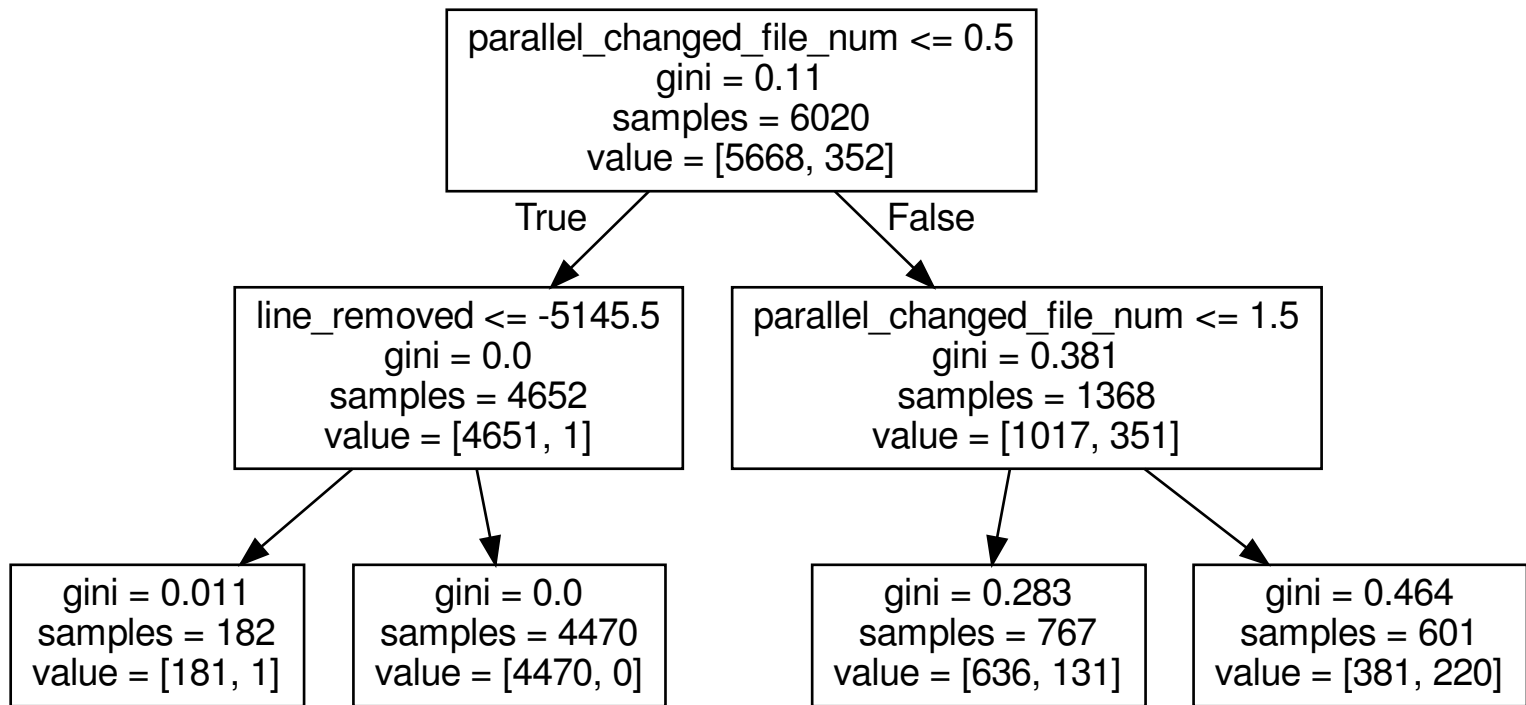 parallel_changed_file_num <= 0.5
gini = 0.11
samples = 6020
value = [5668, 352]
True
False
line_removed <= -5145.5
gini = 0.0
samples = 4652
value = [4651, 1]
parallel_changed_file_num <= 1.5
gini = 0.381
samples = 1368
value = [1017, 351]
gini = 0.011
samples = 182
value = [181, 1]
gini = 0.0
samples = 4470
value = [4470, 0]
gini = 0.283
samples = 767
value = [636, 131]
gini = 0.464
samples = 601
value = [381, 220]